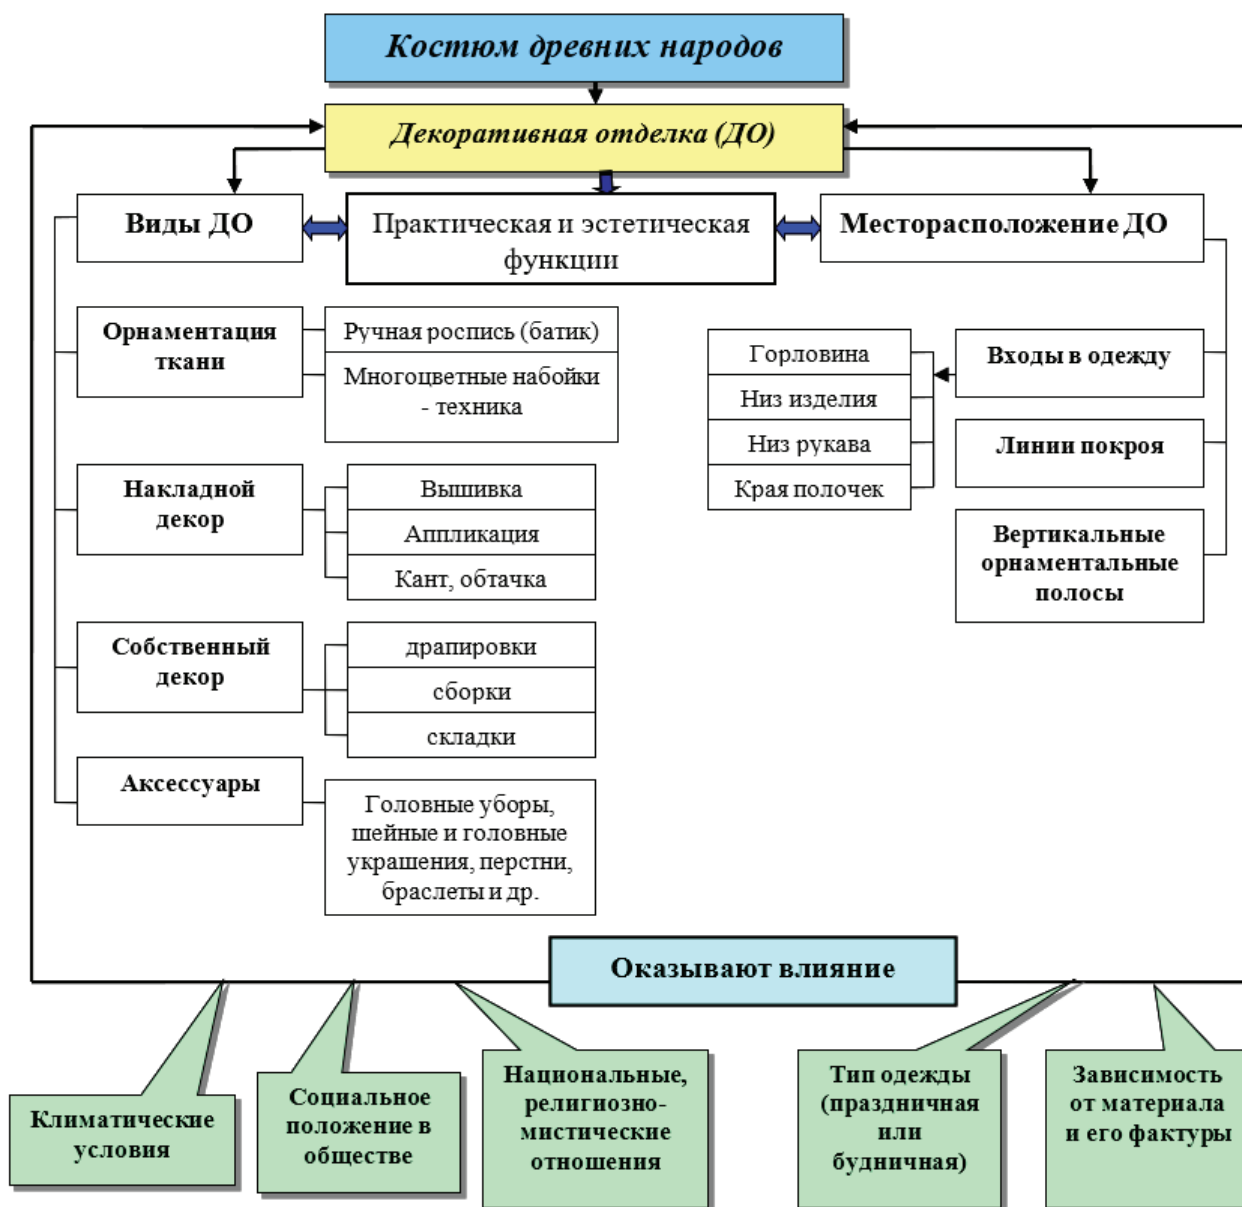 Костюм древних народов
Декоративная отделка (ДО)
Виды ДО
Практическая и эстетическая
функции
Месторасположение ДО
Орнаментация
ткани
Ручная роспись (батик)
Многоцветные набойки
- техника
Накладной
декор
Вышивка
Аппликация
Кант, обтачка
Собственный
декор
драпировки
сборки
складки
Аксессуары
Головные уборы,
шейные и головные
украшения, перстни,
браслеты и др.
Горловина
Низ изделия
Низ рукава
Края полочек
Входы в одежду
Линии покроя
Вертикальные
орнаментальные
полосы
Оказывают влияние
Климатические
условия
Социальное
положение в
обществе
Национальные,
религиозно-
мистические
отношения
Тип одежды
(праздничная
или
будничная)
Зависимость
от материала
и его фактуры